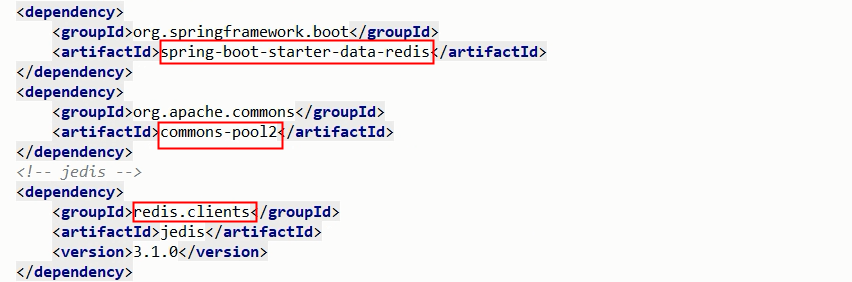 <dependency>
<groupId>org.springframework.boot</groupId>
<artifactId>spring-boot-starter-data-redis</artifactId>
</dependency>
<dependency>
<groupId>org.apache.commons</groupId>
<artifactId>commons-pool2</artifactId>
</dependency>
<!-- jedis -->
<dependency>
<groupId>redis.clients</groupId>
<artifactId>jedis</artifactId>
<version>3.1.0</version>
</dependency>